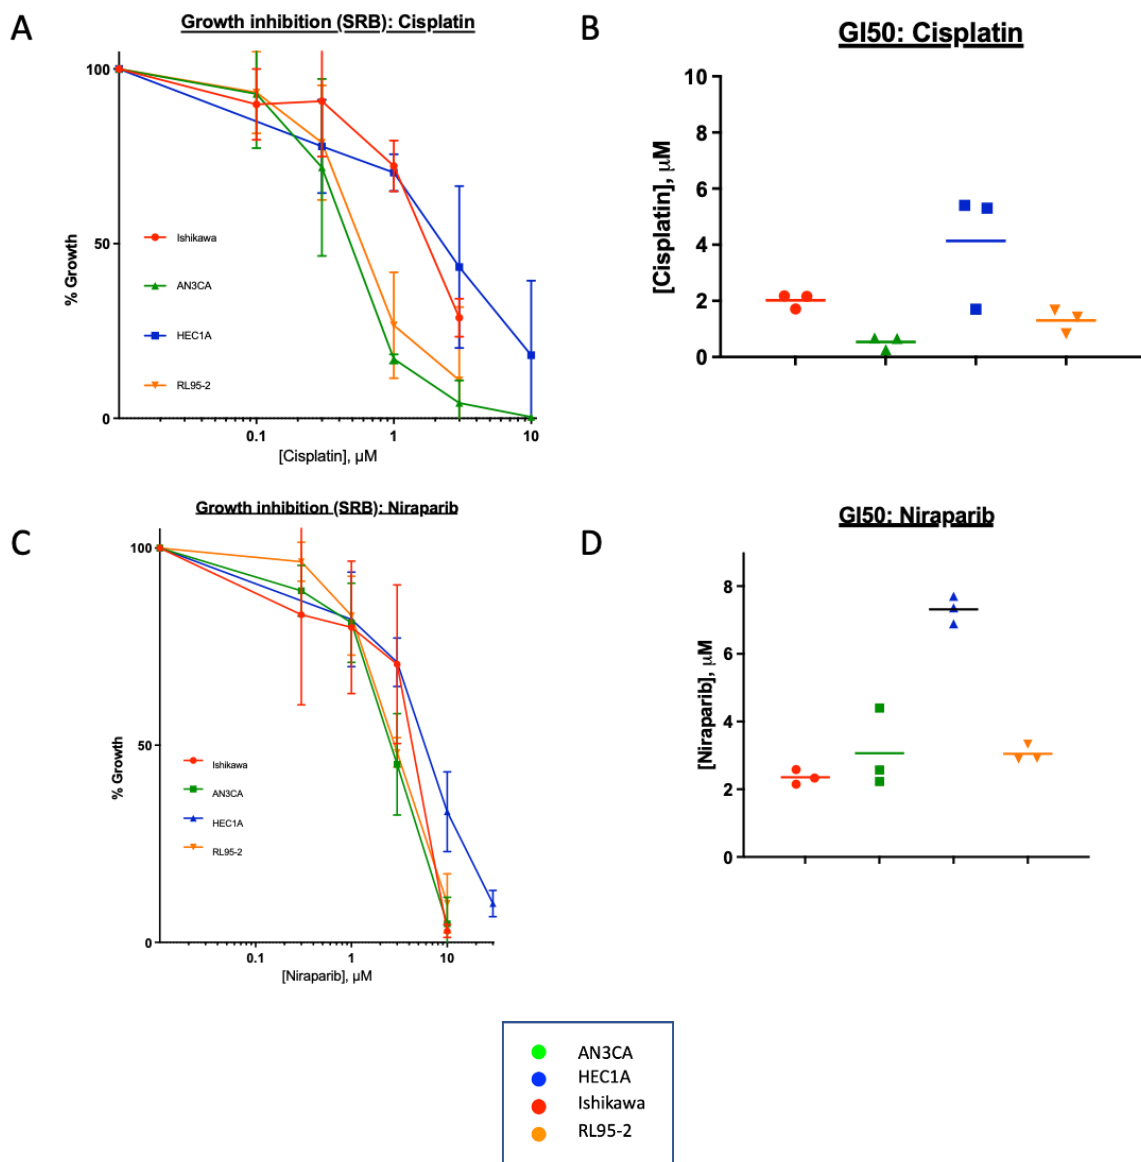 A
Growth inhibition (SRB): Cisplatin
100
50
0
% Growth
Ishikawa
AN3CA
HEC1A
RL95-2
0.1
1
10
[Cisplatin], µM
B
GI50: Cisplatin
10
8
6
4
2
0
[Cisplatin], µM
C
Growth inhibition (SRB): Niraparib
100
50
0
% Growth
Ishikawa
AN3CA
HEC1A
RL95-2
0.1
1
10
[Niraparib], µM
D
GI50: Niraparib
8
6
4
2
0
[Niraparib], µM
AN3CA
HEC1A
Ishikawa
RL95-2